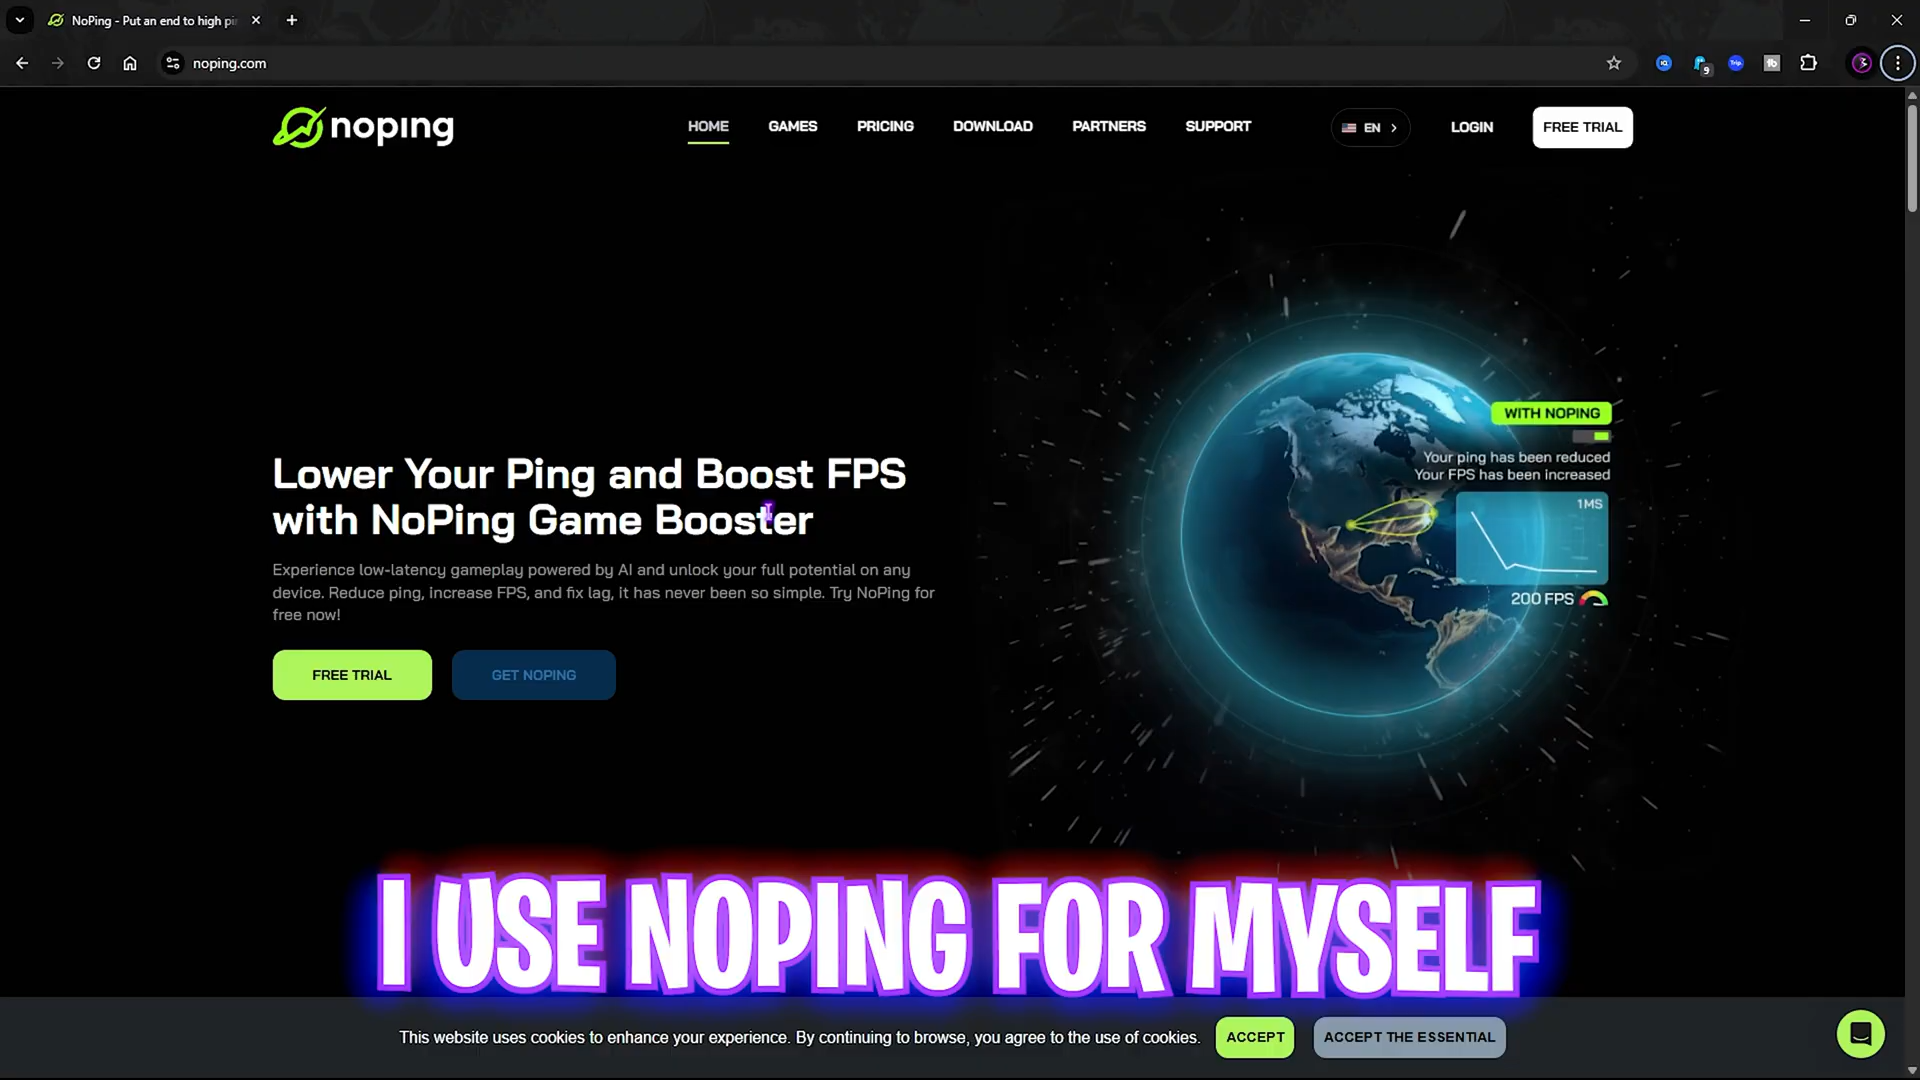 NoPing - Put an end to high pi
noping.com
9
noping
HOME
GAMES
PRICING
DOWNLOAD
PARTNERS
SUPPORT
EN
LOGIN
FREE TRIAL
WITH NOPING
Your ping has been reduced
Your FPS has been increased
1MS
200 FPS
Lower Your Ping and Boost FPS
with NoPing Game Booster
Experience low-latency gameplay powered by AI and unlock your full potential on any
device. Reduce ping, increase FPS, and fix lag, it has never been so simple. Try NoPing for
free now!
FREE TRIAL
GET NOPING
I USE NOPING FOR MYSELF
This website uses cookies to enhance your experience. By continuing to browse, you agree to the use of cookies.
ACCEPT
ACCEPT THE ESSENTIAL